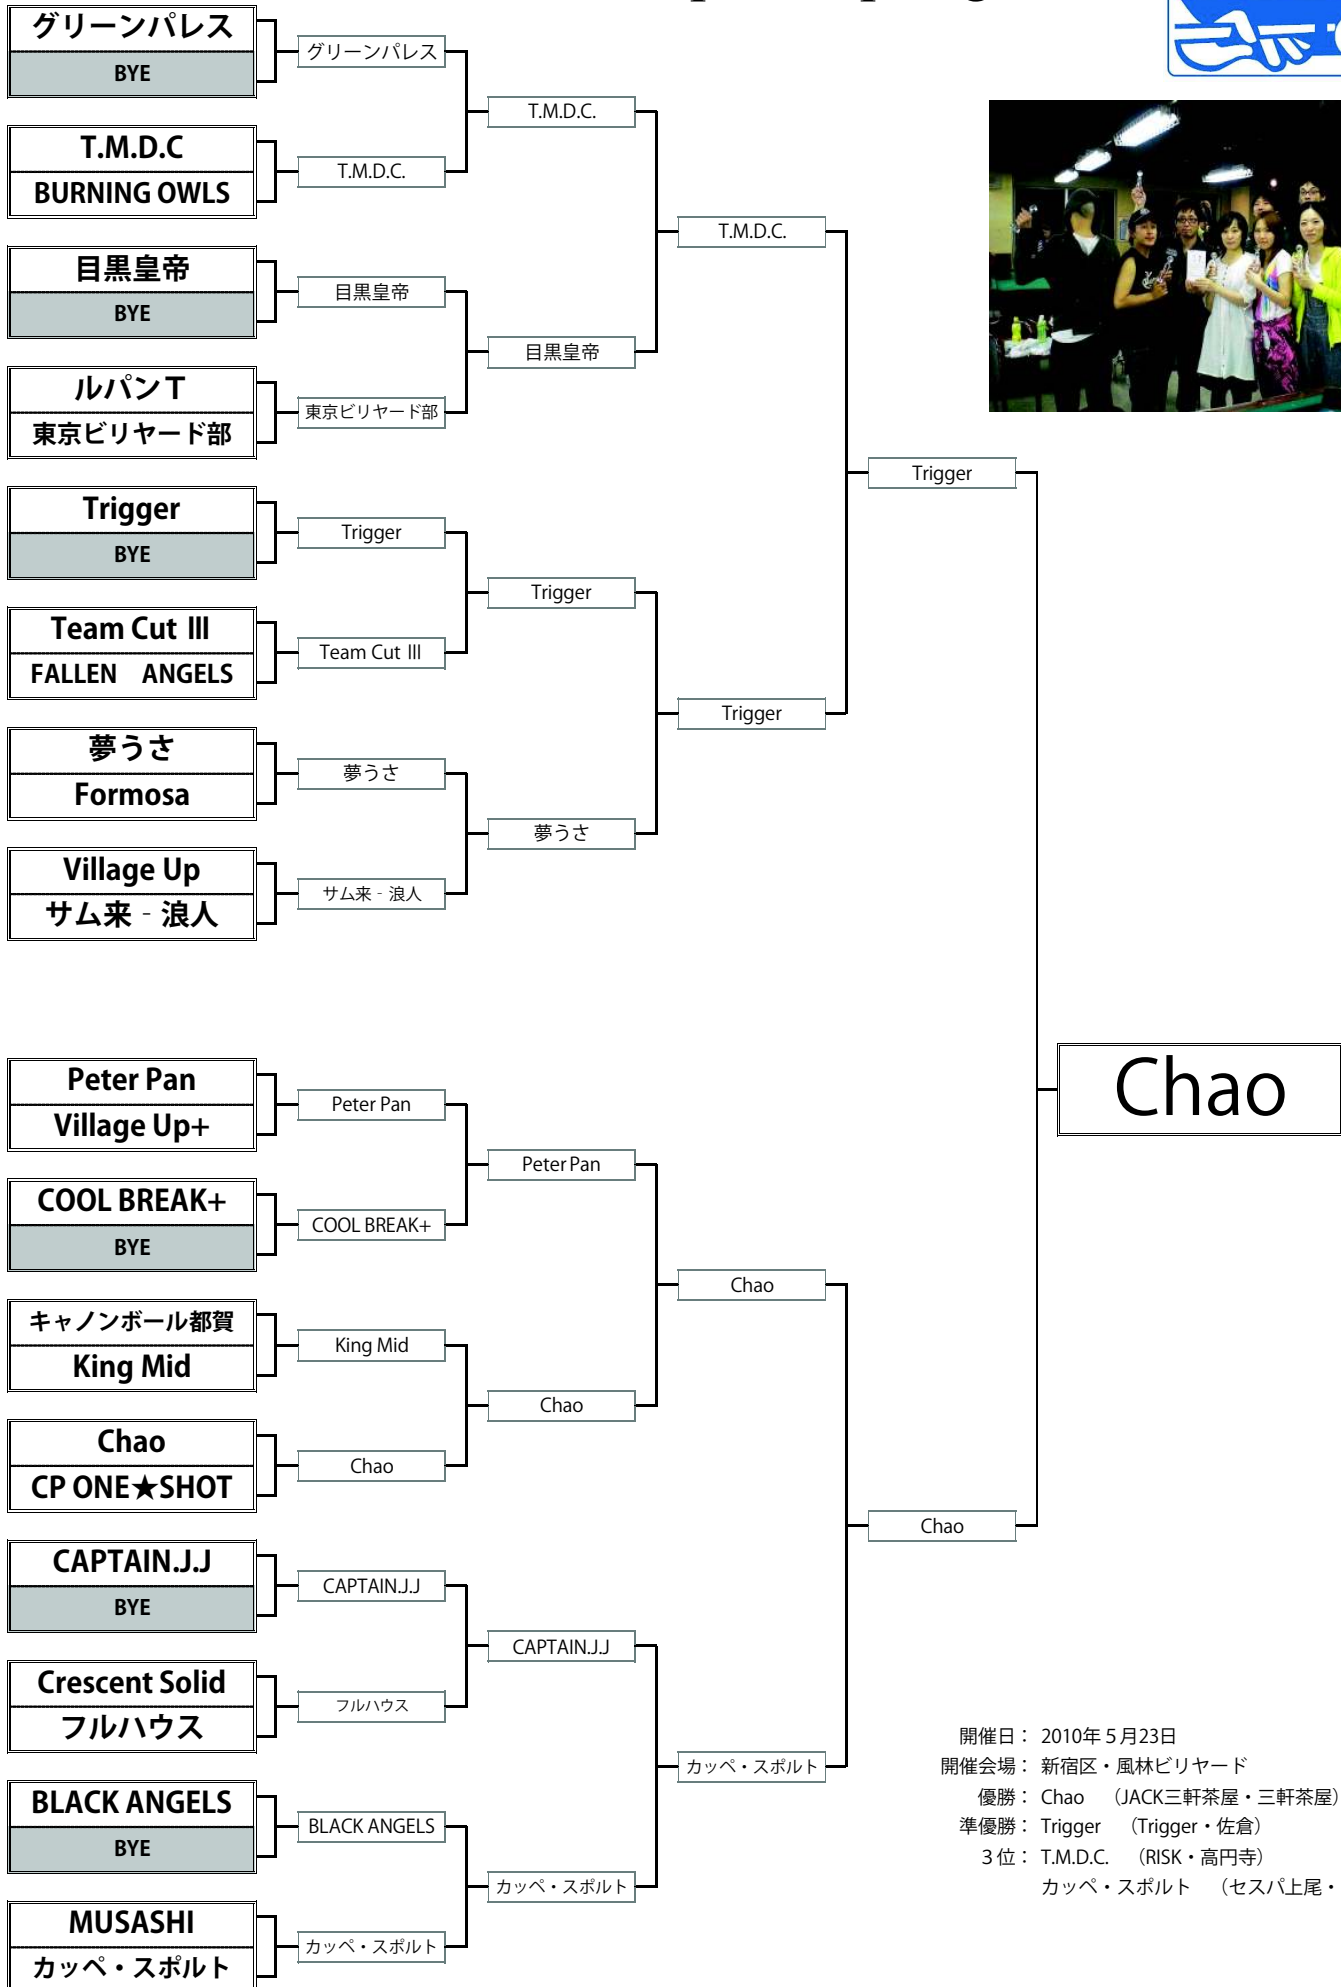 グリーンパレス
BYE
グリーンパレス
T.M.D.C
BURNING OWLS
T.M.D.C.
T.M.D.C.
目黒皇帝
BYE
目黒皇帝
ルパンT
東京ビリヤード部
東京ビリヤード部
目黒皇帝
T.M.D.C.
Trigger
BYE
Trigger
Team Cut Ⅲ
FALLEN ANGELS
Team Cut Ⅲ
Trigger
夢うさ
Formosa
夢うさ
Village Up
サム来‐浪人
サム来‐浪人
夢うさ
Trigger
Trigger
Peter Pan
Village Up+
Peter Pan
COOL BREAK+
BYE
COOL BREAK+
Peter Pan
キャノンボール都賀
King Mid
King Mid
Chao
CP ONE★SHOT
Chao
Chao
Chao
CAPTAIN.J.J
BYE
CAPTAIN.J.J
Crescent Solid
フルハウス
フルハウス
CAPTAIN.J.J
BLACK ANGELS
BYE
BLACK ANGELS
MUSASHI
カッペ・スポルト
カッペ・スポルト
カッペ・スポルト
カッペ・スポルト
Chao
Chao
開催日： 2010年５月23日
開催会場： 新宿区・風林ビリヤード
優勝： Chao （JACK三軒茶屋・三軒茶屋）
準優勝： Trigger （Trigger・佐倉）
３位： T.M.D.C. （RISK・高円寺）
カッペ・スポルト （セスパ上尾・